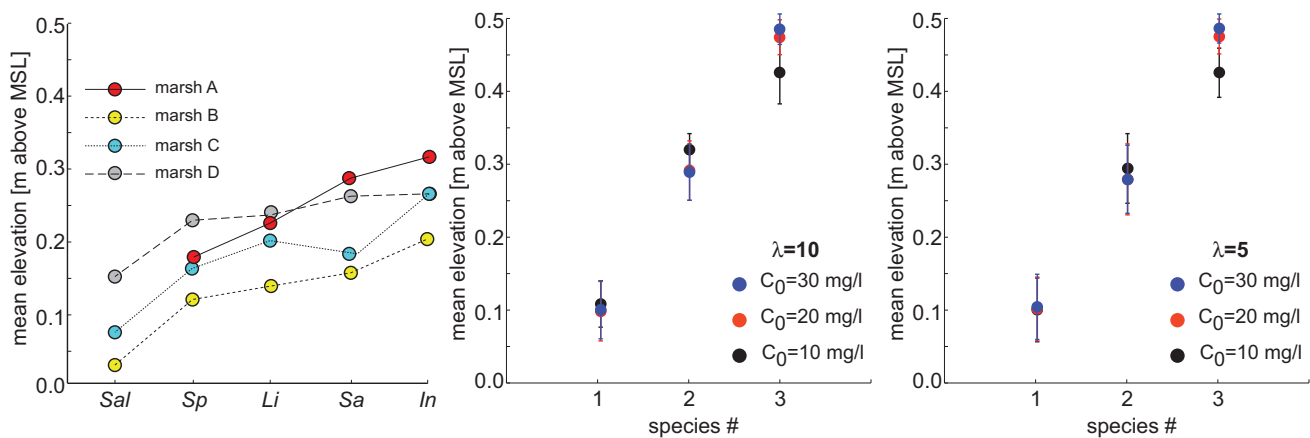 mean elevation [m above MSL]
0.5
0.4
0.3
0.2
0.1
0.0
marsh A
marsh B
marsh C
marsh D
Sal Sp Li Sa In
mean elevation [m above MSL]
0.5
0.4
0.3
0.2
0.1
0.0
λ=10
C0=30 mg/l
C0=20 mg/l
C0=10 mg/l
1 2 3
species #
mean elevation [m above MSL]
0.5
0.4
0.3
0.2
0.1
0.0
λ=5
C0=30 mg/l
C0=20 mg/l
C0=10 mg/l
1 2 3
species #